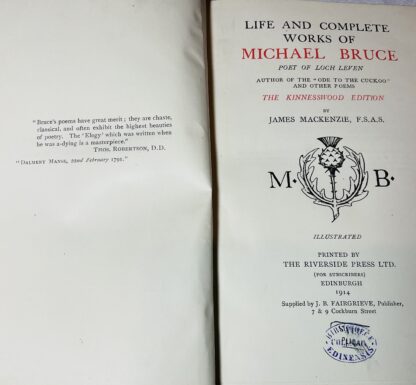 "Bruce's poems have great merit; they are chaste,
classical, and often exhibit the highest beauties
of poetry. The 'Elegy' which was written when
he was a-dying is a masterpiece."
Thos. Robertson, D.D.
"Dalmeny Manse, 22nd February 1791."
LIFE AND COMPLETE
WORKS OF
MICHAEL BRUCE
POET OF LOCH LEVEN
AUTHOR OF THE "ODE TO THE CUCKOO"
AND OTHER POEMS
THE KINNESSWOOD EDITION
BY
JAMES MACKENZIE, F.S.A.S.
M· B·
ILLUSTRATED
PRINTED BY
THE RIVERSIDE PRESS LTD.
(FOR SUBSCRIBERS)
EDINBURGH
1914
Supplied by J. B. FAIRGRIEVE, Publisher,
7 & 9 Cockburn Street
EDINENSIS